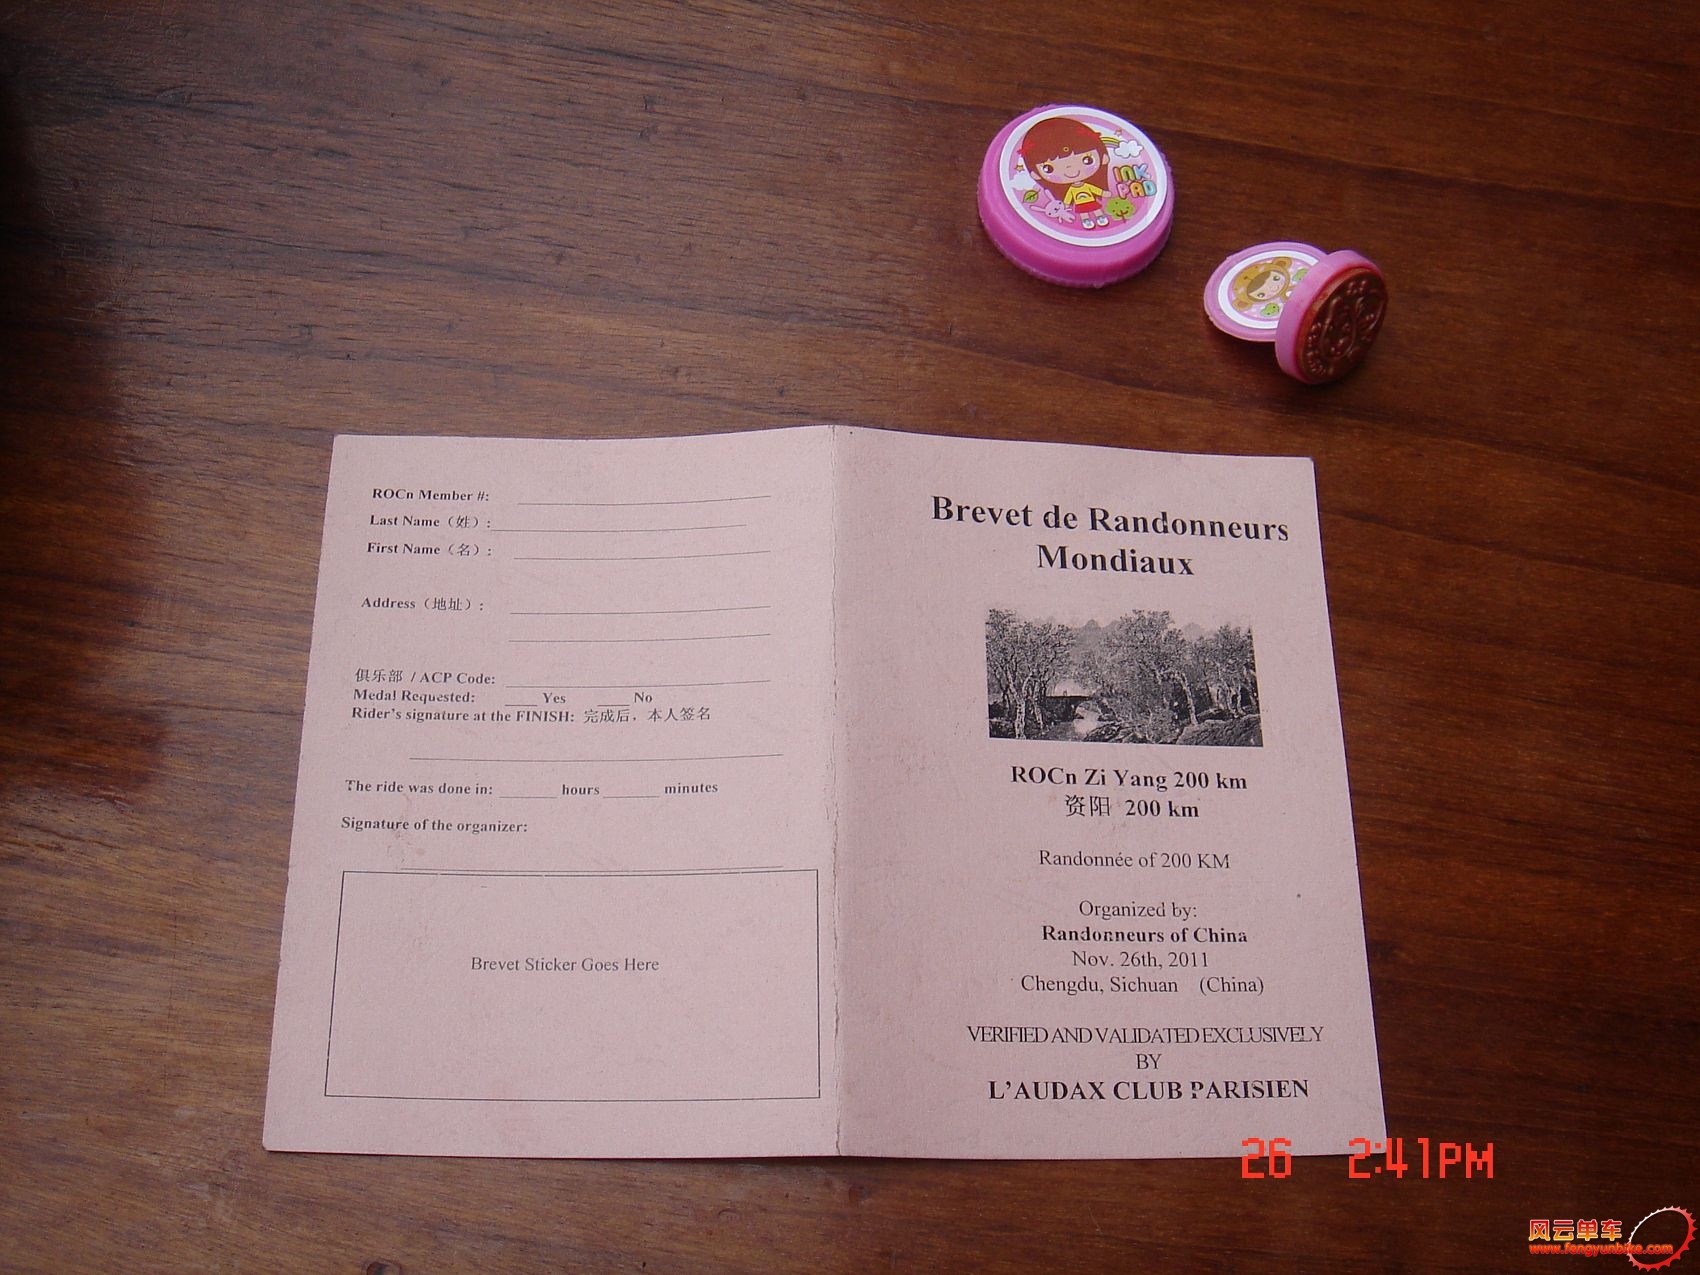 INK
PAD
ROCn Member #:
Last Name（姓）:
First Name（名）:
Address（地址）:
俱乐部 / ACP Code:
Medal Requested: ____ Yes ____ No
Rider's signature at the FINISH: 完成后，本人签名
The ride was done in: _______ hours _______ minutes
Signature of the organizer:
Brevet Sticker Goes Here
Brevet de Randonneurs
Mondiaux
ROCn Zi Yang 200 km
资阳 200 km
Randonnée of 200 KM
Organized by:
Randonneurs of China
Nov. 26th, 2011
Chengdu, Sichuan (China)
VERIFIED AND VALIDATED EXCLUSIVELY
BY
L'AUDAX CLUB PARISIEN
26 2:41PM
风云单车
www.fengyunbike.com